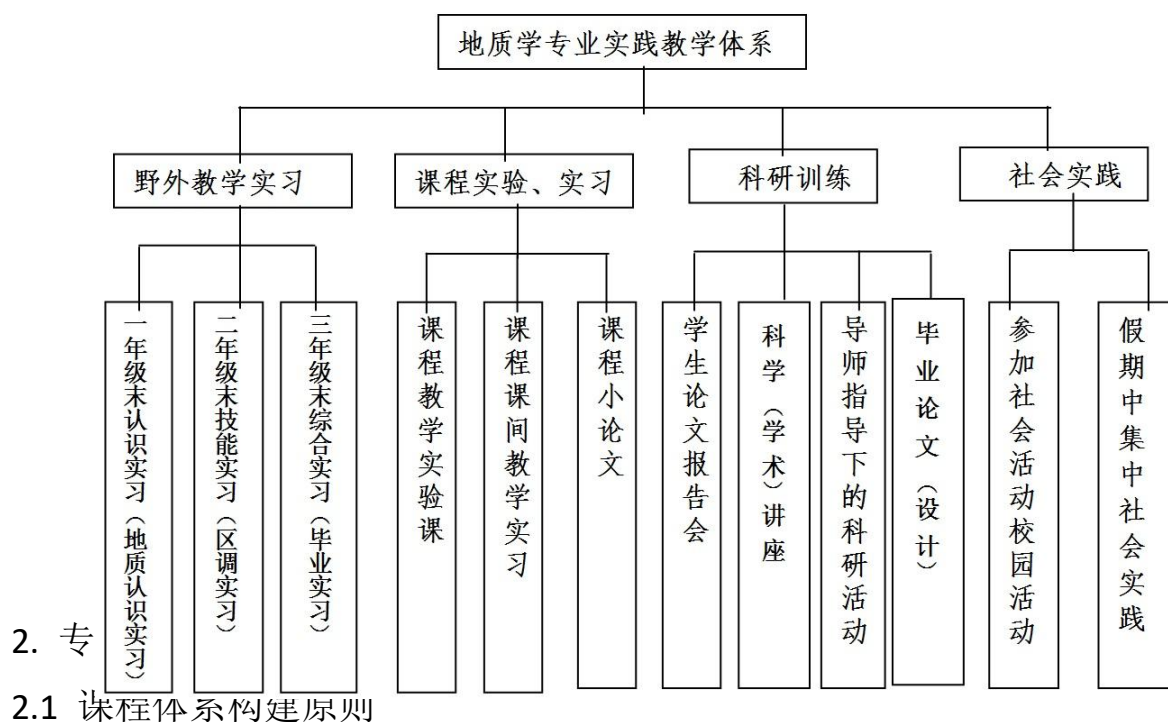 地质学专业实践教学体系
野外教学实习
课程实验、实习
科研训练
社会实践
一年级末认识实习（地质认识实习）
二年级末技能实习（区调实习）
三年级末综合实习（毕业实习）
课程教学实验课
课程课间教学实习
课程小论文
学生论文报告会
科学（学术）讲座
导师指导下的科研活动
毕业论文（设计）
参加社会活动校园活动
假期中集中社会实践
2. 专
2.1 课程体系构建原则